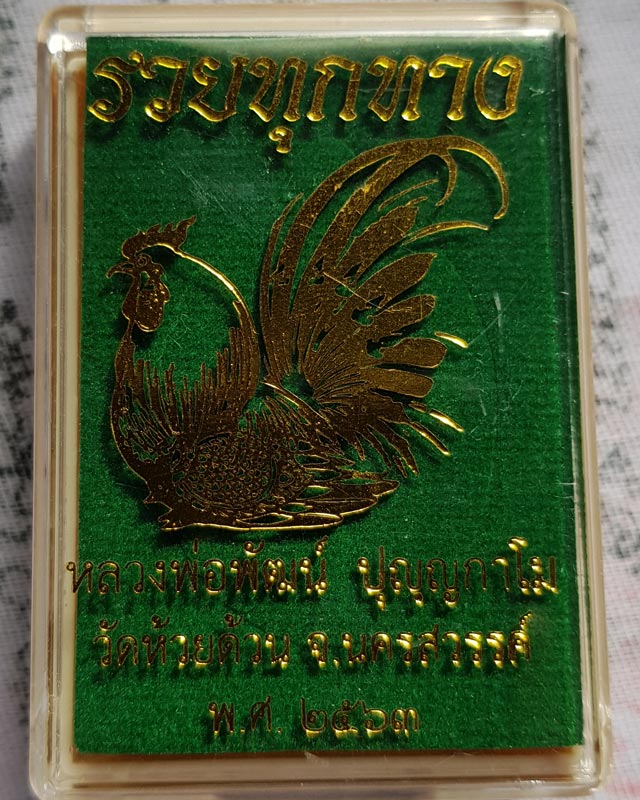 รวยทุกทาง
หลวงพ่อพัฒน์ ปุญญกาโม
วัดห้วยด้วน จ.นครสวรรค์
พ.ศ. ๒๕๖๓